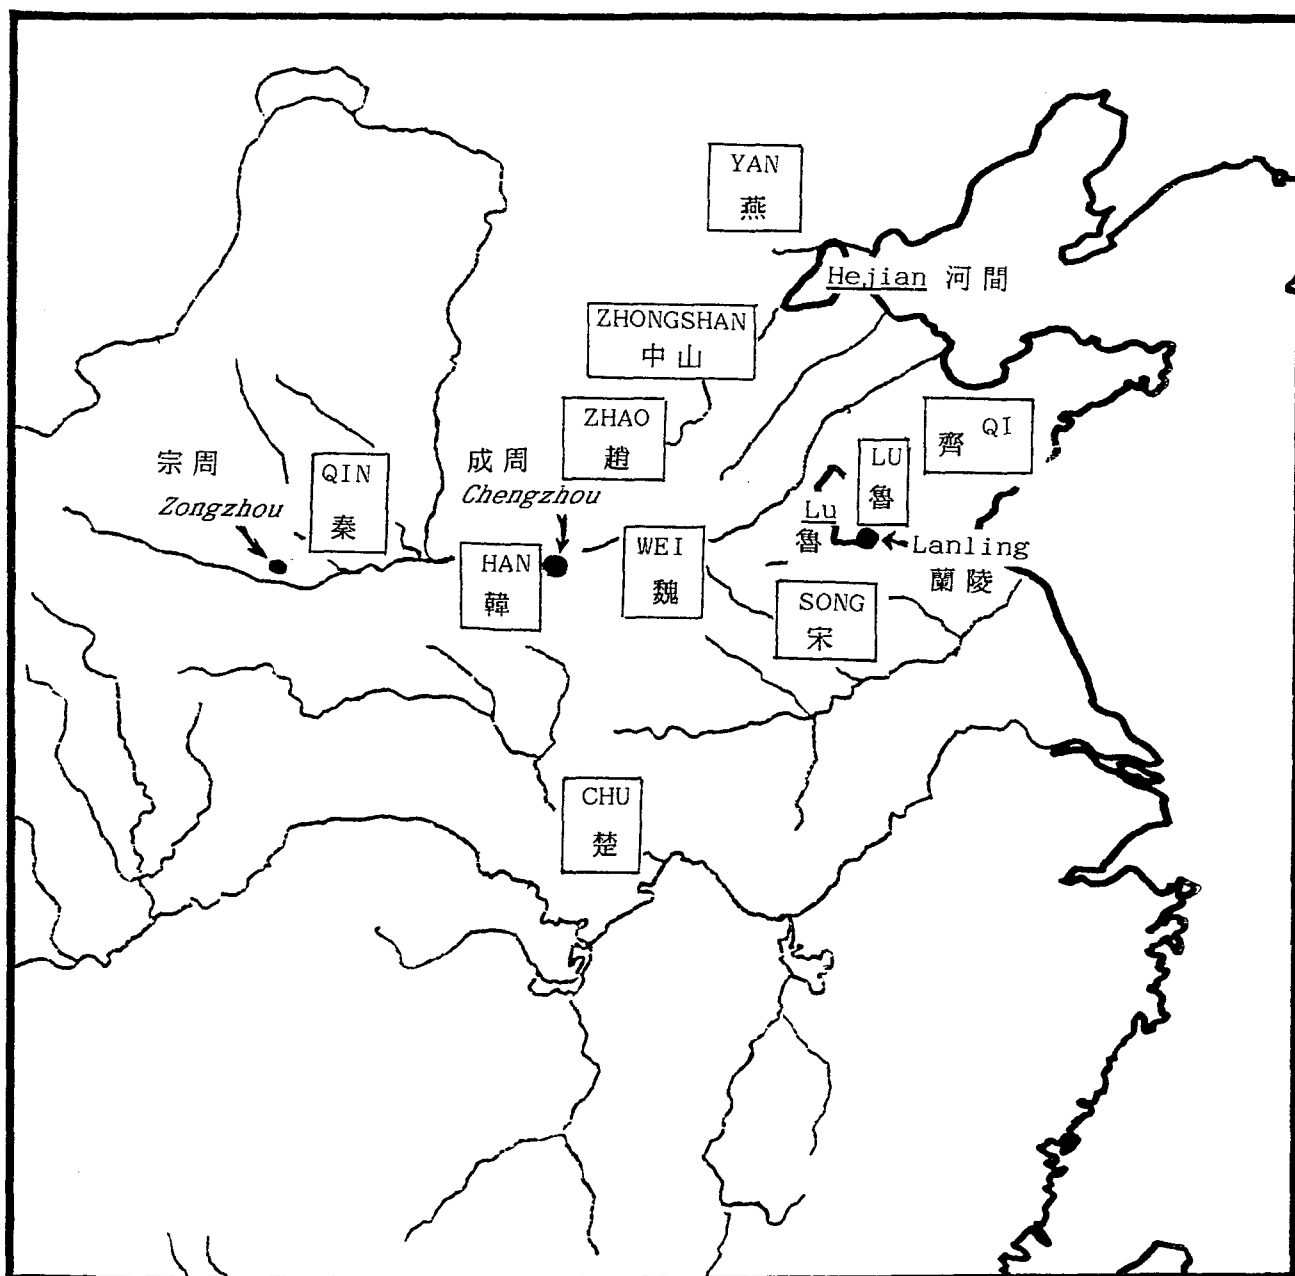 YAN
燕
Hejian 河間
ZHONGSHAN
中山
ZHAO
趙
QI
齊
LU
魯
宗周
Zongzhou
QIN
秦
成周
Chengzhou
Lu
魯
Lanling
蘭陵
HAN
韓
WEI
魏
SONG
宋
CHU
楚